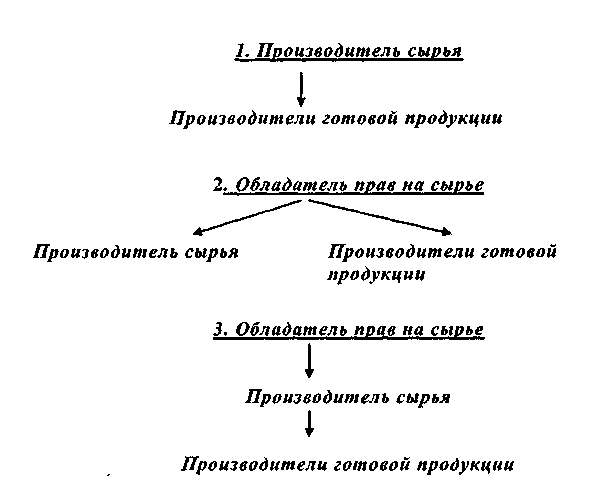 1. Производитель сырья
Производители готовой продукции
2. Обладатель прав на сырье
Производитель сырья
Производители готовой
продукции
3. Обладатель прав на сырье
Производитель сырья
Производители готовой продукции